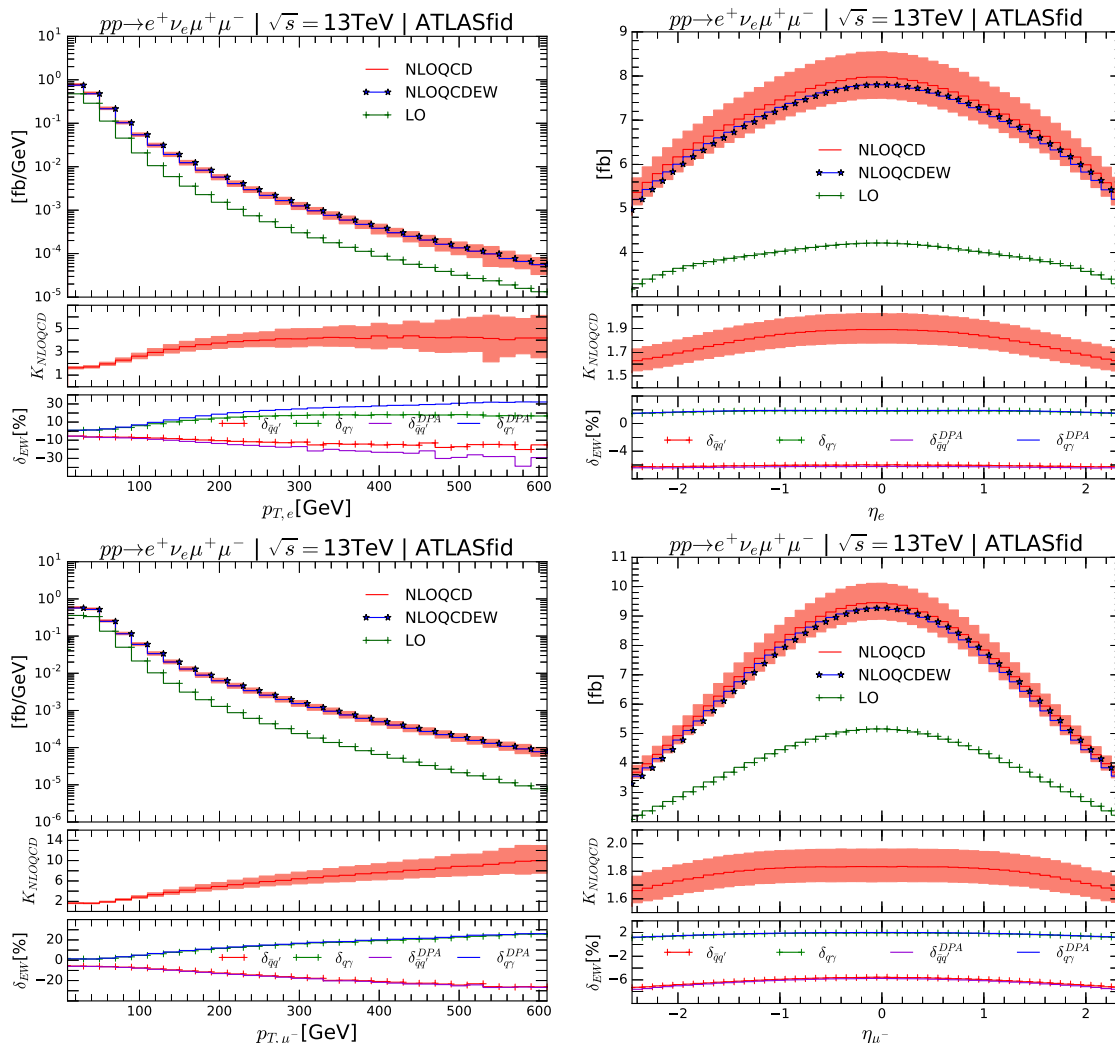 pp→e⁺νₑμ⁺μ⁻ | √s = 13TeV | ATLASfid
[fb/GeV]
10¹
10⁰
10⁻¹
10⁻²
10⁻³
10⁻⁴
10⁻⁵
NLOQCD
NLOQCDEW
LO
K_NLOQCD
5
3
1
δ_EW[%]
30
10
−10
−30
δ_q̄q′ δ_qγ δ_q̄q′^DPA δ_qγ^DPA
100 200 300 400 500 600
p_T,e[GeV]
pp→e⁺νₑμ⁺μ⁻ | √s = 13TeV | ATLASfid
[fb]
9
8
7
6
5
4
NLOQCD
NLOQCDEW
LO
K_NLOQCD
1.9
1.7
1.5
δ_EW[%]
4
0
−4
δ_q̄q′ δ_qγ δ_q̄q′^DPA δ_qγ^DPA
−2 −1 0 1 2
η_e
pp→e⁺νₑμ⁺μ⁻ | √s = 13TeV | ATLASfid
[fb/GeV]
10¹
10⁰
10⁻¹
10⁻²
10⁻³
10⁻⁴
10⁻⁵
10⁻⁶
NLOQCD
NLOQCDEW
LO
K_NLOQCD
14
10
6
2
δ_EW[%]
20
0
−20
δ_q̄q′ δ_qγ δ_q̄q′^DPA δ_qγ^DPA
100 200 300 400 500 600
p_T,μ⁻[GeV]
pp→e⁺νₑμ⁺μ⁻ | √s = 13TeV | ATLASfid
[fb]
11
10
9
8
7
6
5
4
3
NLOQCD
NLOQCDEW
LO
K_NLOQCD
2.0
1.8
1.6
δ_EW[%]
2
−2
−6
δ_q̄q′ δ_qγ δ_q̄q′^DPA δ_qγ^DPA
−2 −1 0 1 2
η_μ⁻